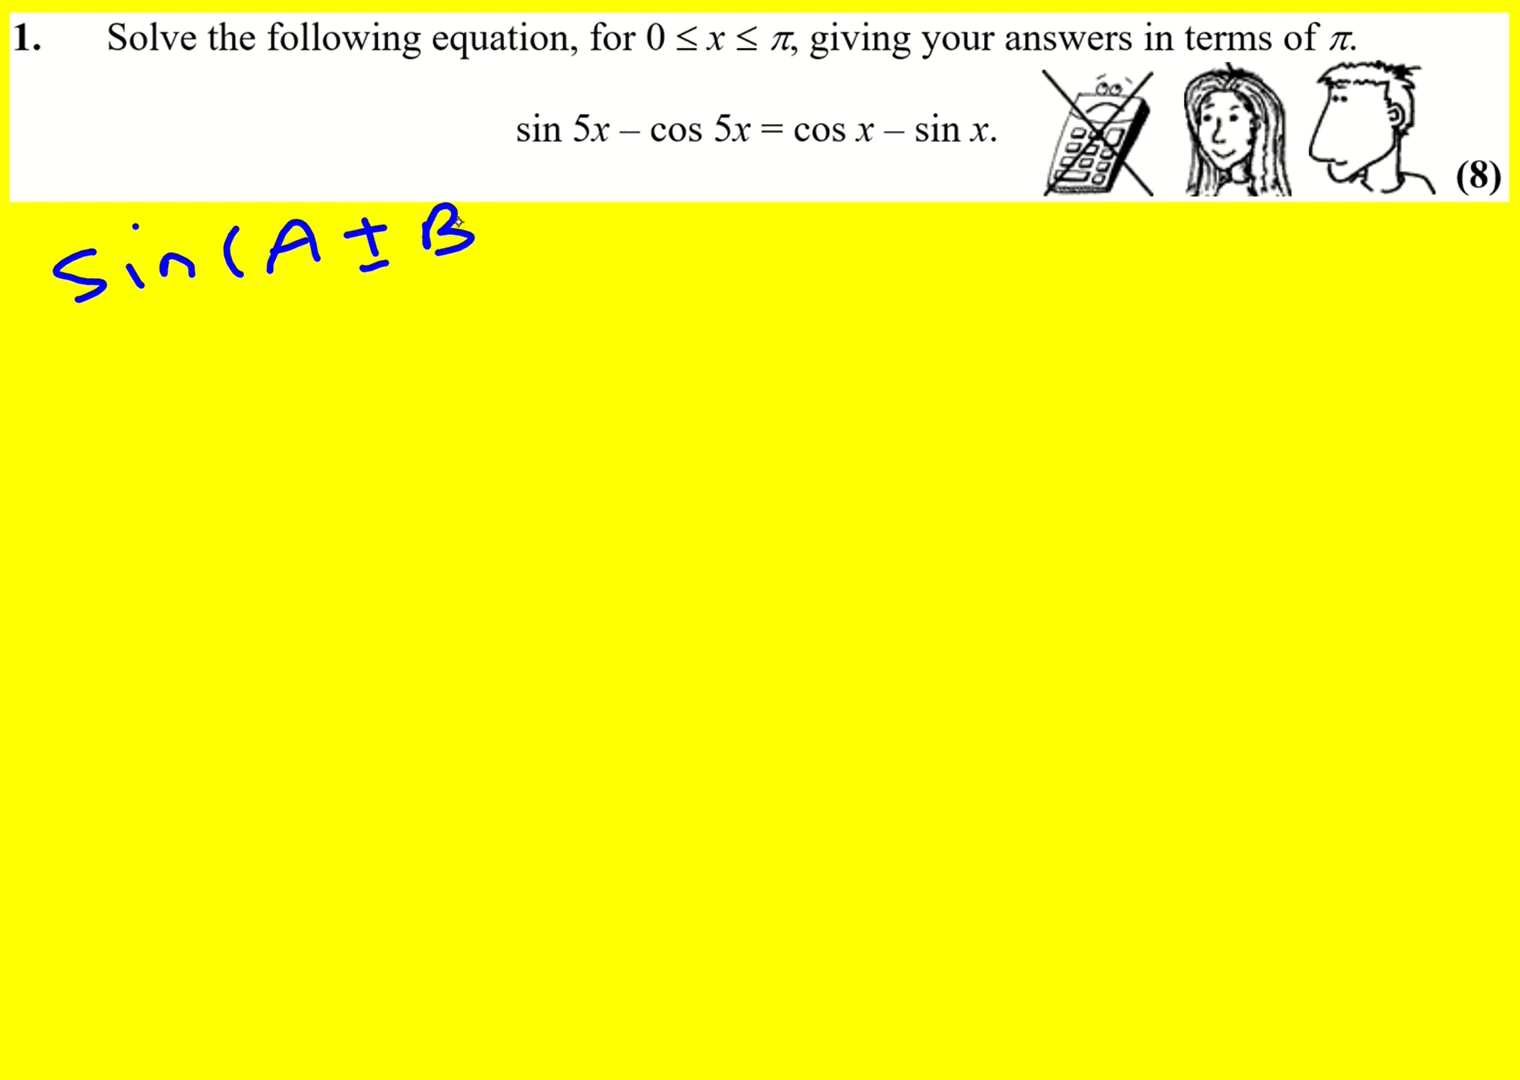 1. Solve the following equation, for 0 ≤ x ≤ π, giving your answers in terms of π.
sin 5x – cos 5x = cos x – sin x.
(8)
sin(A ± B